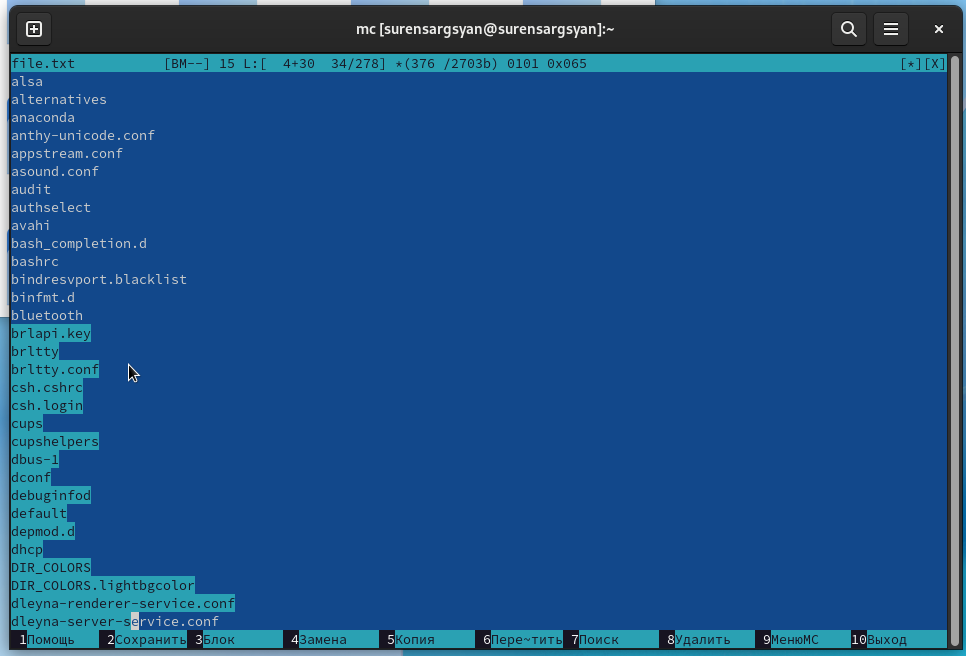 mc [surensargsyan@surensargsyan]:~
file.txt [BM--] 15 L:[ 4+30 34/278] *(376 /2703b) 0101 0x065 [*][X]
alsa
alternatives
anaconda
anthy-unicode.conf
appstream.conf
asound.conf
audit
authselect
avahi
bash_completion.d
bashrc
bindresvport.blacklist
binfmt.d
bluetooth
brlapi.key
brltty
brltty.conf
csh.cshrc
csh.login
cups
cupshelpers
dbus-1
dconf
debuginfod
default
depmod.d
dhcp
DIR_COLORS
DIR_COLORS.lightbgcolor
dleyna-renderer-service.conf
dleyna-server-service.conf
1Помощь 2Сохранить 3Блок 4Замена 5Копия 6Пере~тить 7Поиск 8Удалить 9МенюMC 10Выход